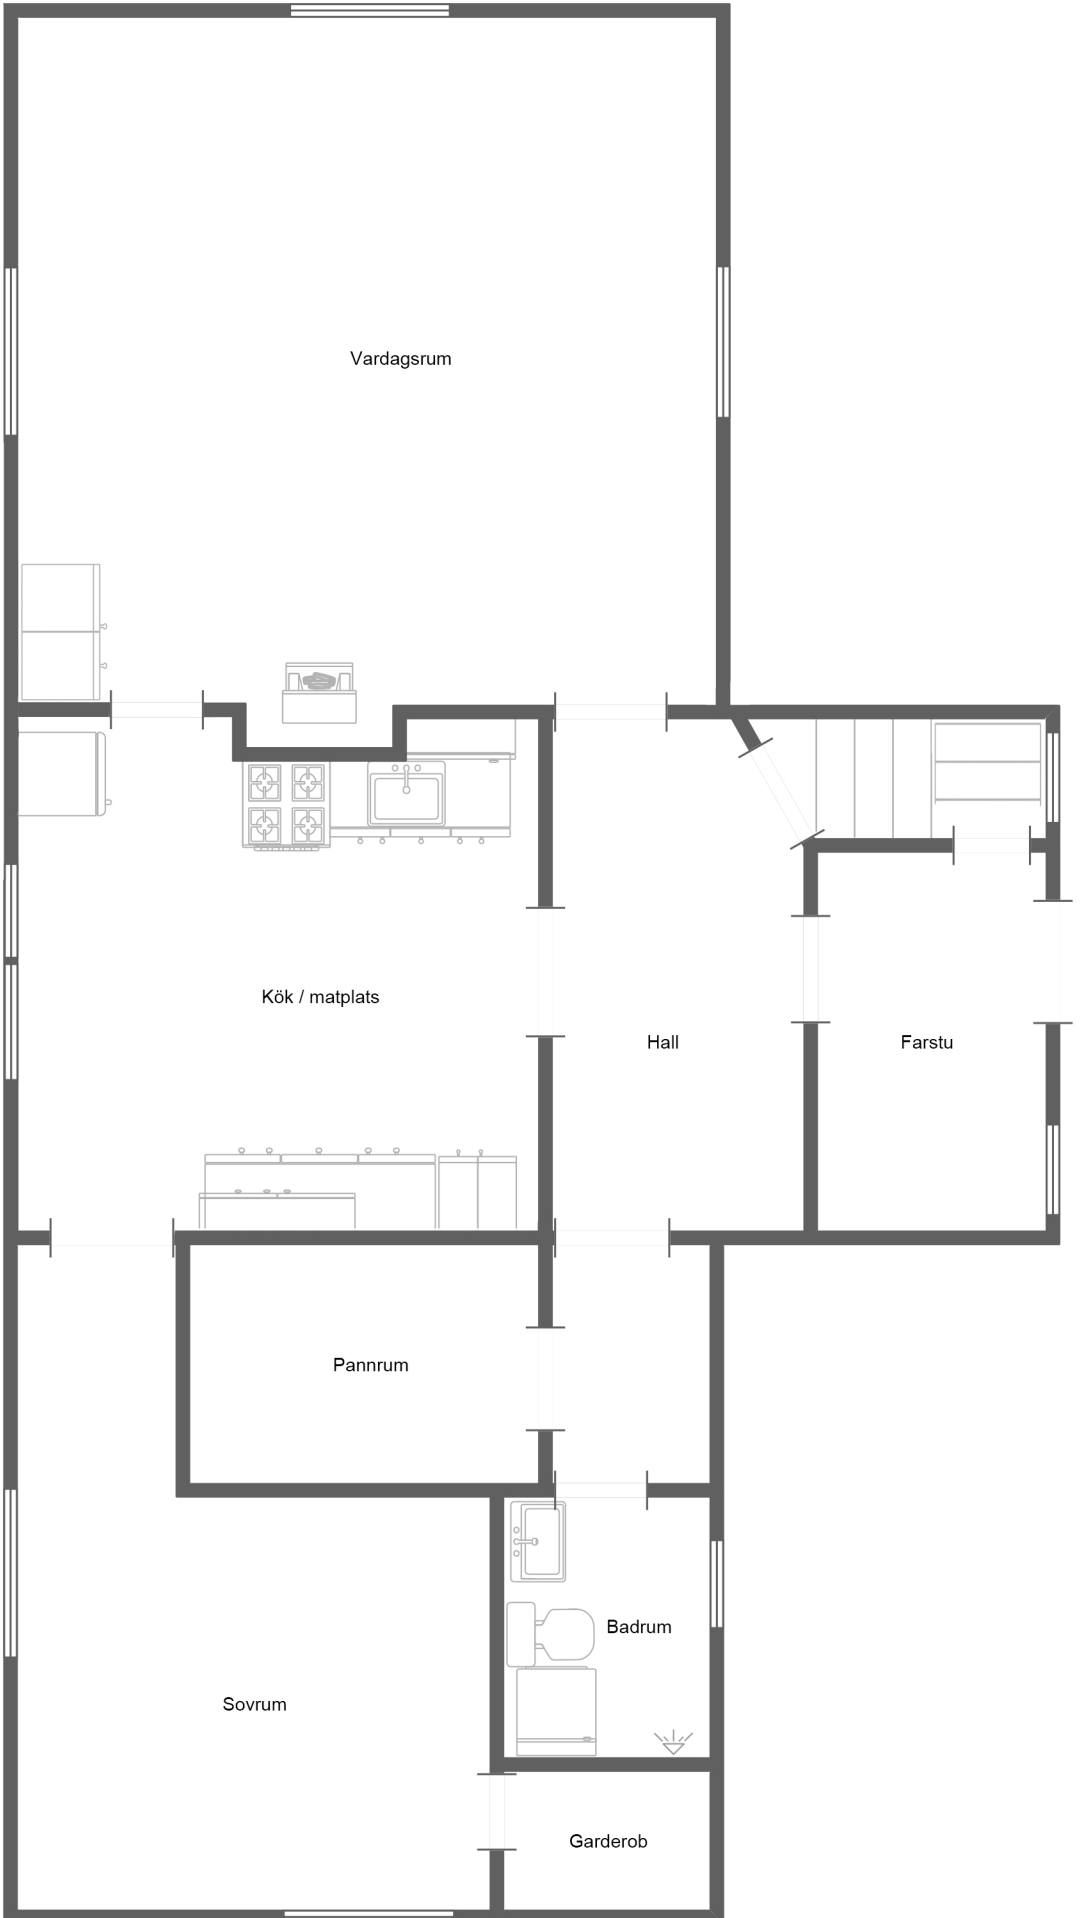 Vardagsrum
Kök / matplats
Hall
Farstu
Pannrum
Badrum
Sovrum
Garderob